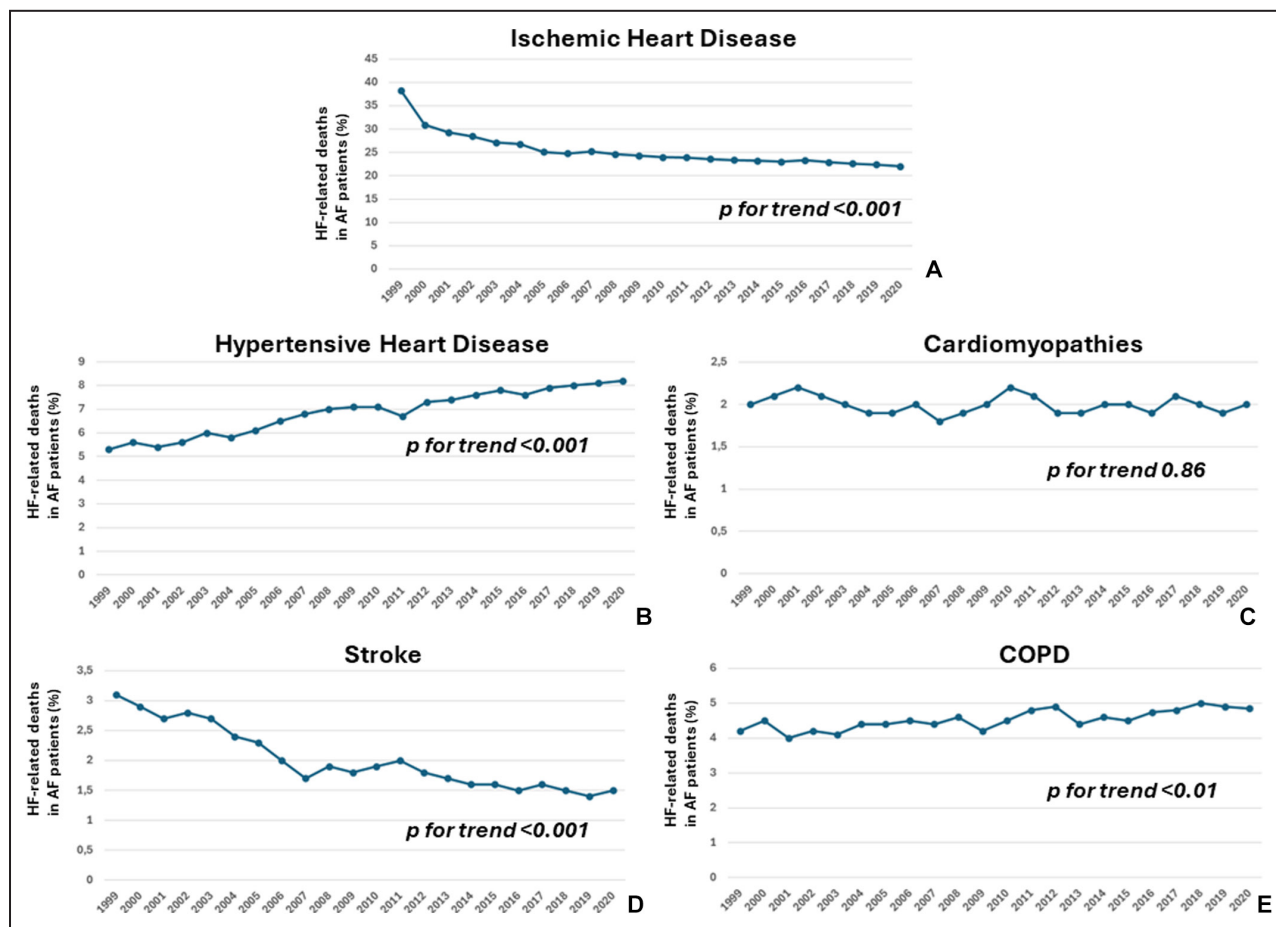 Ischemic Heart Disease
HF-related deaths
in AF patients (%)
45
40
35
30
25
20
15
10
5
0
p for trend <0.001
1999 2000 2001 2002 2003 2004 2005 2006 2007 2008 2009 2010 2011 2012 2013 2014 2015 2016 2017 2018 2019 2020
A
Hypertensive Heart Disease
HF-related deaths
in AF patients (%)
9
8
7
6
5
4
3
2
1
0
p for trend <0.001
1999 2000 2001 2002 2003 2004 2005 2006 2007 2008 2009 2010 2011 2012 2013 2014 2015 2016 2017 2018 2019 2020
B
Cardiomyopathies
HF-related deaths
in AF patients (%)
2,5
2
1,5
1
0,5
0
p for trend 0.86
1999 2000 2001 2002 2003 2004 2005 2006 2007 2008 2009 2010 2011 2012 2013 2014 2015 2016 2017 2018 2019 2020
C
Stroke
HF-related deaths
in AF patients (%)
3,5
3
2,5
2
1,5
1
0,5
0
p for trend <0.001
1999 2000 2001 2002 2003 2004 2005 2006 2007 2008 2009 2010 2011 2012 2013 2014 2015 2016 2017 2018 2019 2020
D
COPD
HF-related deaths
in AF patients (%)
6
5
4
3
2
1
0
p for trend <0.01
1999 2000 2001 2002 2003 2004 2005 2006 2007 2008 2009 2010 2011 2012 2013 2014 2015 2016 2017 2018 2019 2020
E